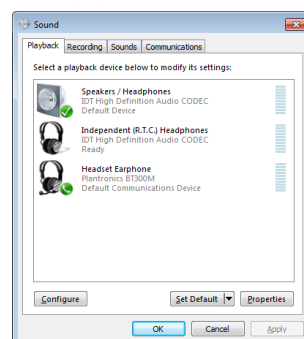 Sound
Playback Recording Sounds Communications
Select a playback device below to modify its settings:
Speakers / Headphones
IDT High Definition Audio CODEC
Default Device
Independent (R.T.C.) Headphones
IDT High Definition Audio CODEC
Ready
Headset Earphone
Plantronics BT300M
Default Communications Device
Configure Set Default Properties
OK Cancel Apply